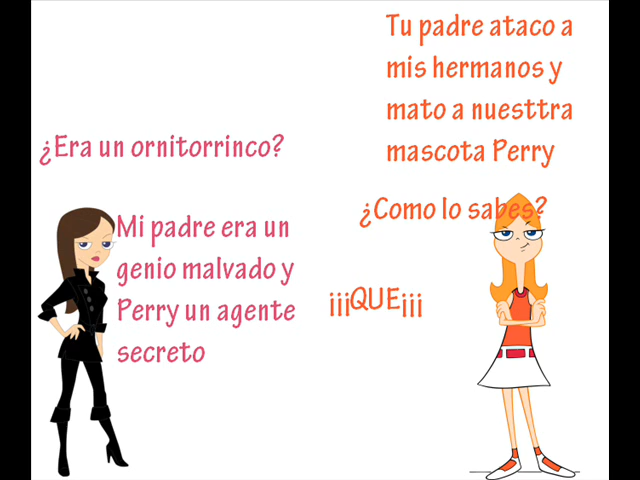 Tu padre ataco a
mis hermanos y
mato a nuesttra
mascota Perry
¿Era un ornitorrinco?
¿Como lo sabes?
Mi padre era un
genio malvado y
Perry un agente
secreto
¡¡¡QUE¡¡¡